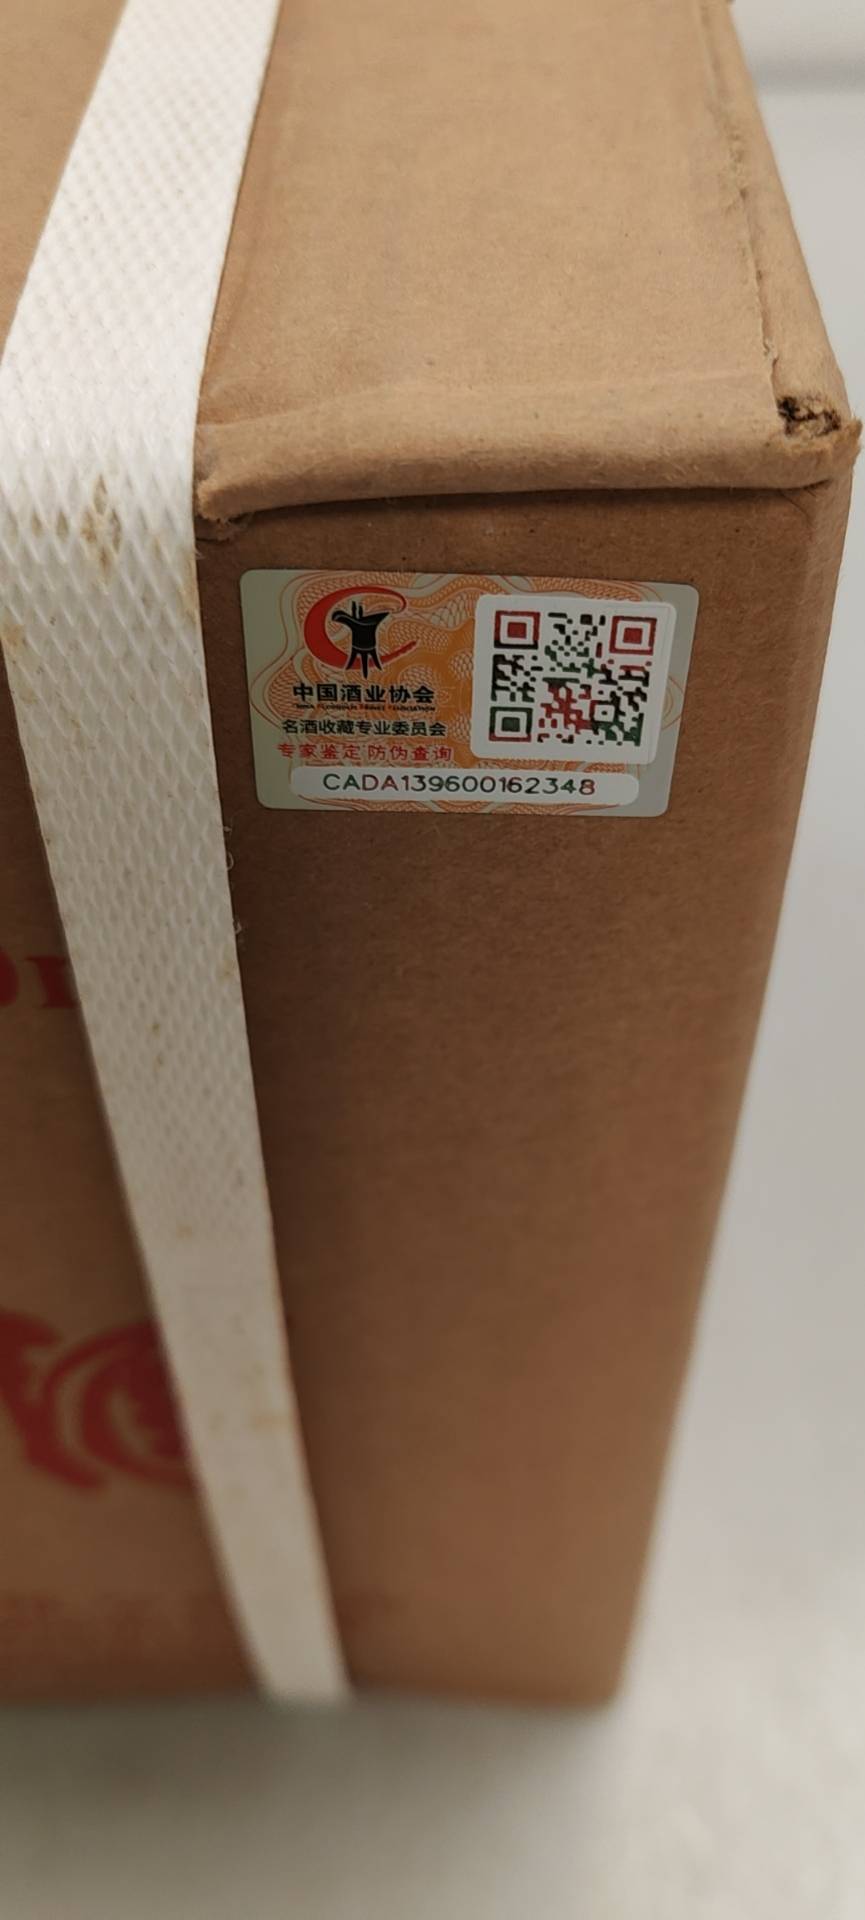 中国酒业协会
名酒收藏专业委员会
专家鉴定 防伪查询
CADA139600162348